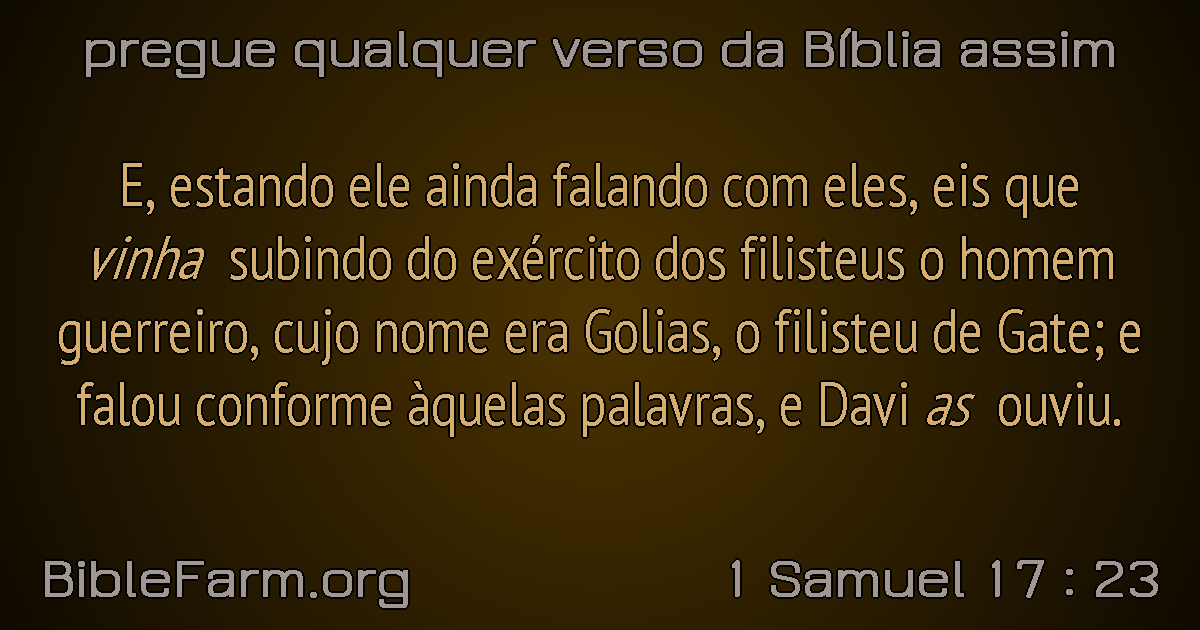 pregue qualquer verso da Bíblia assim
E, estando ele ainda falando com eles, eis que
vinha subindo do exército dos filisteus o homem
guerreiro, cujo nome era Golias, o filisteu de Gate; e
falou conforme àquelas palavras, e Davi as ouviu.
BibleFarm.org
1 Samuel 17 : 23